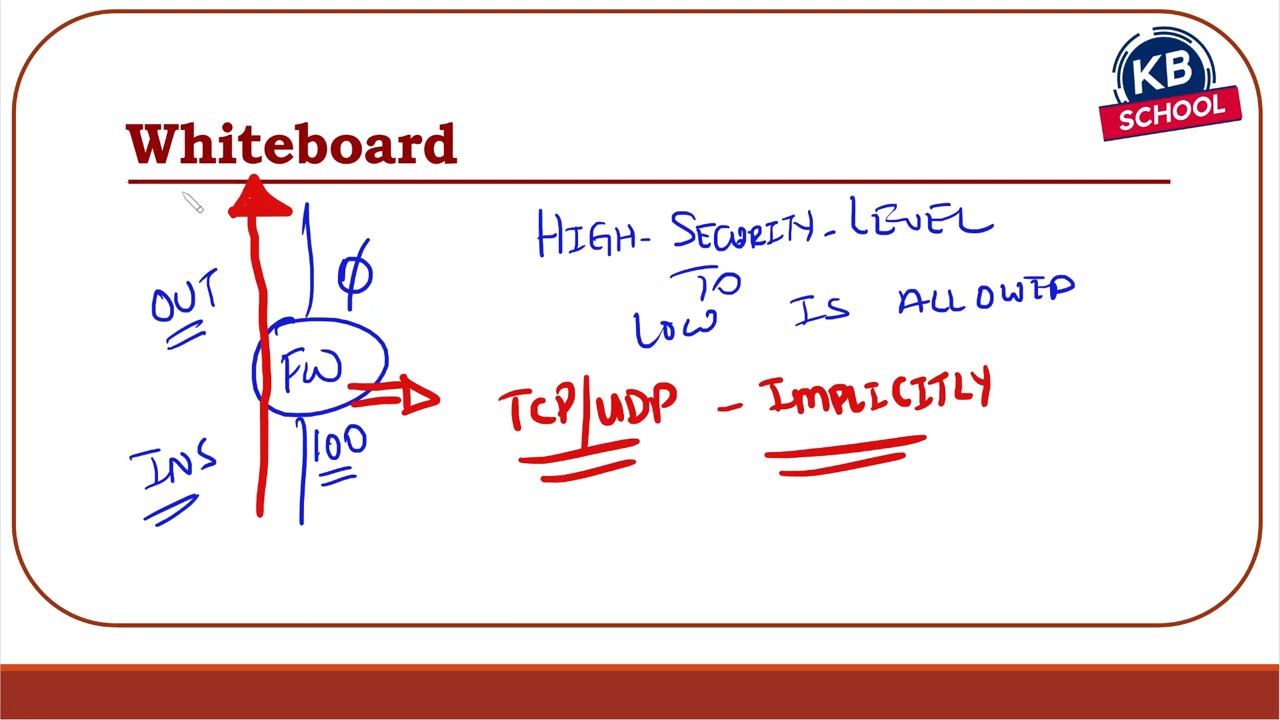 KB
SCHOOL
Whiteboard
HIGH-SECURITY-LEVEL
TO
LOW IS ALLOWED
OUT
φ
FW
TCP/UDP - IMPLICITLY
INS
100